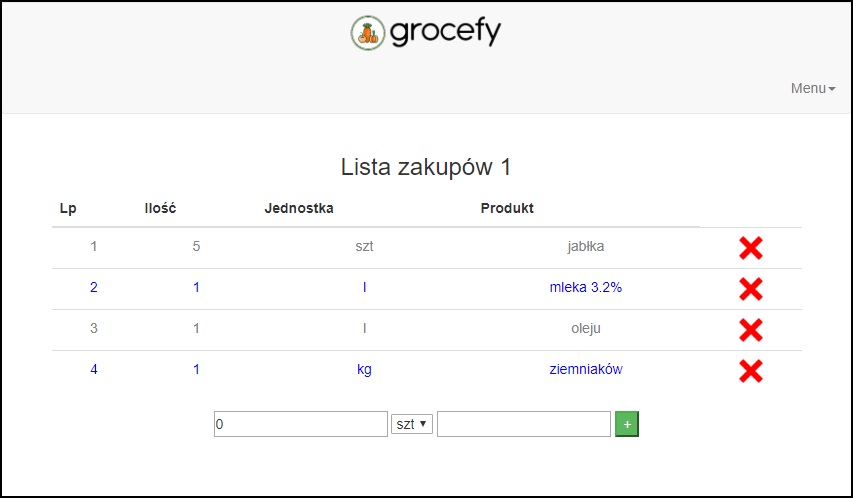 grocefy
Menu
Lista zakupów 1
Lp Ilość Jednostka Produkt
1 5 szt jabłka
2 1 l mleka 3.2%
3 1 l oleju
4 1 kg ziemniaków
0 szt +